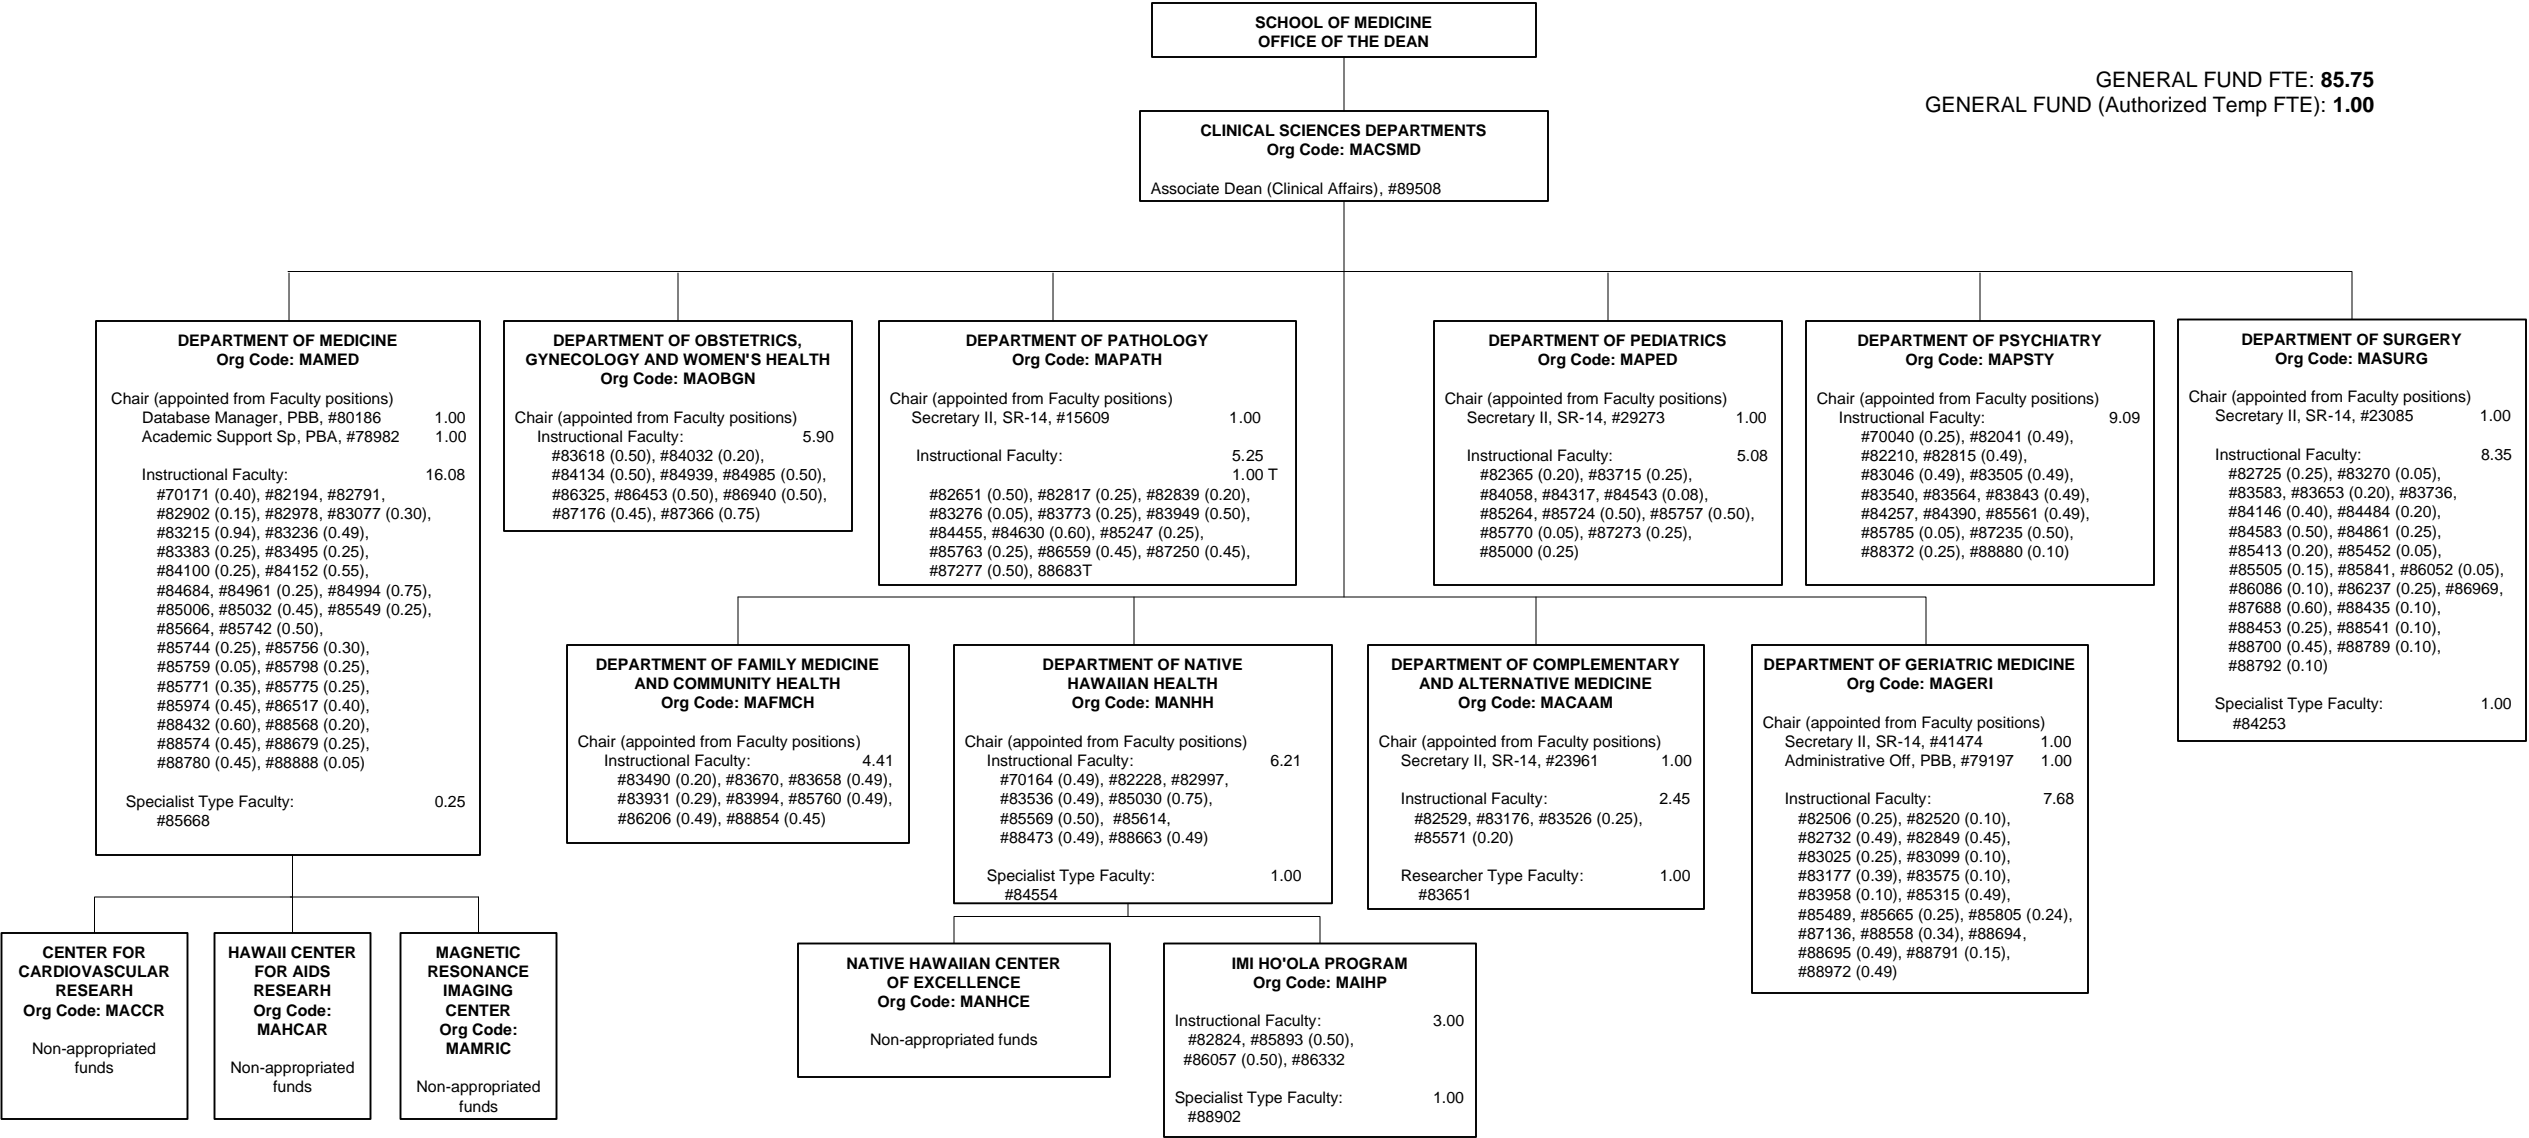 SCHOOL OF MEDICINE
OFFICE OF THE DEAN
GENERAL FUND FTE: 85.75
GENERAL FUND (Authorized Temp FTE): 1.00
CLINICAL SCIENCES DEPARTMENTS
Org Code: MACSMD
Associate Dean (Clinical Affairs), #89508
DEPARTMENT OF MEDICINE
Org Code: MAMED
Chair (appointed from Faculty positions)
Database Manager, PBB, #80186 1.00
Academic Support Sp, PBA, #78982 1.00
Instructional Faculty: 16.08
#70171 (0.40), #82194, #82791,
#82902 (0.15), #82978, #83077 (0.30),
#83215 (0.94), #83236 (0.49),
#83383 (0.25), #83495 (0.25),
#84100 (0.25), #84152 (0.55),
#84684, #84961 (0.25), #84994 (0.75),
#85006, #85032 (0.45), #85549 (0.25),
#85664, #85742 (0.50),
#85744 (0.25), #85756 (0.30),
#85759 (0.05), #85798 (0.25),
#85771 (0.35), #85775 (0.25),
#85974 (0.45), #86517 (0.40),
#88432 (0.60), #88568 (0.20),
#88574 (0.45), #88679 (0.25),
#88780 (0.45), #88888 (0.05)
Specialist Type Faculty: 0.25
#85668
DEPARTMENT OF OBSTETRICS,
GYNECOLOGY AND WOMEN'S HEALTH
Org Code: MAOBGN
Chair (appointed from Faculty positions)
Instructional Faculty: 5.90
#83618 (0.50), #84032 (0.20),
#84134 (0.50), #84939, #84985 (0.50),
#86325, #86453 (0.50), #86940 (0.50),
#87176 (0.45), #87366 (0.75)
DEPARTMENT OF PATHOLOGY
Org Code: MAPATH
Chair (appointed from Faculty positions)
Secretary II, SR-14, #15609 1.00
Instructional Faculty: 5.25
1.00 T
#82651 (0.50), #82817 (0.25), #82839 (0.20),
#83276 (0.05), #83773 (0.25), #83949 (0.50),
#84455, #84630 (0.60), #85247 (0.25),
#85763 (0.25), #86559 (0.45), #87250 (0.45),
#87277 (0.50), 88683T
DEPARTMENT OF PEDIATRICS
Org Code: MAPED
Chair (appointed from Faculty positions)
Secretary II, SR-14, #29273 1.00
Instructional Faculty: 5.08
#82365 (0.20), #83715 (0.25),
#84058, #84317, #84543 (0.08),
#85264, #85724 (0.50), #85757 (0.50),
#85770 (0.05), #87273 (0.25),
#85000 (0.25)
DEPARTMENT OF PSYCHIATRY
Org Code: MAPSTY
Chair (appointed from Faculty positions)
Instructional Faculty: 9.09
#70040 (0.25), #82041 (0.49),
#82210, #82815 (0.49),
#83046 (0.49), #83505 (0.49),
#83540, #83564, #83843 (0.49),
#84257, #84390, #85561 (0.49),
#85785 (0.05), #87235 (0.50),
#88372 (0.25), #88880 (0.10)
DEPARTMENT OF SURGERY
Org Code: MASURG
Chair (appointed from Faculty positions)
Secretary II, SR-14, #23085 1.00
Instructional Faculty: 8.35
#82725 (0.25), #83270 (0.05),
#83583, #83653 (0.20), #83736,
#84146 (0.40), #84484 (0.20),
#84583 (0.50), #84861 (0.25),
#85413 (0.20), #85452 (0.05),
#85505 (0.15), #85841, #86052 (0.05),
#86086 (0.10), #86237 (0.25), #86969,
#87688 (0.60), #88435 (0.10),
#88453 (0.25), #88541 (0.10),
#88700 (0.45), #88789 (0.10),
#88792 (0.10)
Specialist Type Faculty: 1.00
#84253
DEPARTMENT OF FAMILY MEDICINE
AND COMMUNITY HEALTH
Org Code: MAFMCH
Chair (appointed from Faculty positions)
Instructional Faculty: 4.41
#83490 (0.20), #83670, #83658 (0.49),
#83931 (0.29), #83994, #85760 (0.49),
#86206 (0.49), #88854 (0.45)
DEPARTMENT OF NATIVE
HAWAIIAN HEALTH
Org Code: MANHH
Chair (appointed from Faculty positions)
Instructional Faculty: 6.21
#70164 (0.49), #82228, #82997,
#83536 (0.49), #85030 (0.75),
#85569 (0.50), #85614,
#88473 (0.49), #88663 (0.49)
Specialist Type Faculty: 1.00
#84554
DEPARTMENT OF COMPLEMENTARY
AND ALTERNATIVE MEDICINE
Org Code: MACAAM
Chair (appointed from Faculty positions)
Secretary II, SR-14, #23961 1.00
Instructional Faculty: 2.45
#82529, #83176, #83526 (0.25),
#85571 (0.20)
Researcher Type Faculty: 1.00
#83651
DEPARTMENT OF GERIATRIC MEDICINE
Org Code: MAGERI
Chair (appointed from Faculty positions)
Secretary II, SR-14, #41474 1.00
Administrative Off, PBB, #79197 1.00
Instructional Faculty: 7.68
#82506 (0.25), #82520 (0.10),
#82732 (0.49), #82849 (0.45),
#83025 (0.25), #83099 (0.10),
#83177 (0.39), #83575 (0.10),
#83958 (0.10), #85315 (0.49),
#85489, #85665 (0.25), #85805 (0.24),
#87136, #88558 (0.34), #88694,
#88695 (0.49), #88791 (0.15),
#88972 (0.49)
CENTER FOR
CARDIOVASCULAR
RESEARH
Org Code: MACCR
Non-appropriated
funds
HAWAII CENTER
FOR AIDS
RESEARH
Org Code:
MAHCAR
Non-appropriated
funds
MAGNETIC
RESONANCE
IMAGING
CENTER
Org Code:
MAMRIC
Non-appropriated
funds
NATIVE HAWAIIAN CENTER
OF EXCELLENCE
Org Code: MANHCE
Non-appropriated funds
IMI HO'OLA PROGRAM
Org Code: MAIHP
Instructional Faculty: 3.00
#82824, #85893 (0.50),
#86057 (0.50), #86332
Specialist Type Faculty: 1.00
#88902